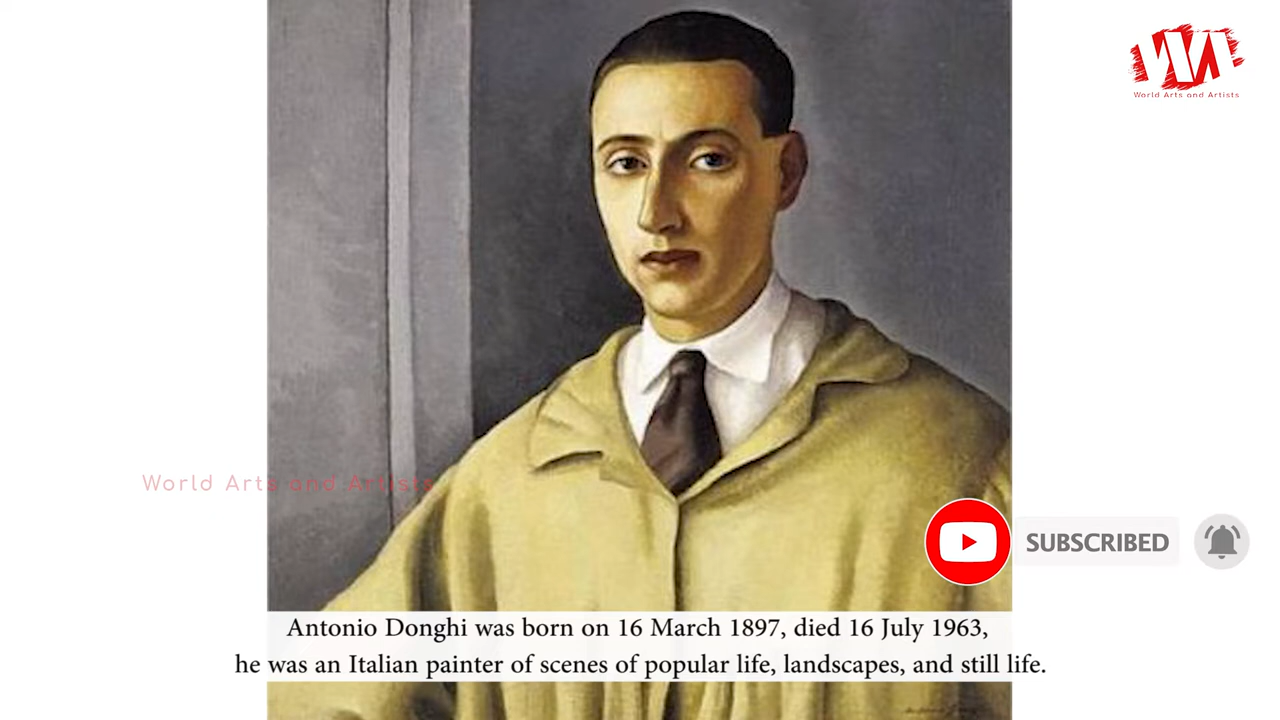 World Arts and Artists
World Arts and Artists
SUBSCRIBED
Antonio Donghi was born on 16 March 1897, died 16 July 1963,
he was an Italian painter of scenes of popular life, landscapes, and still life.